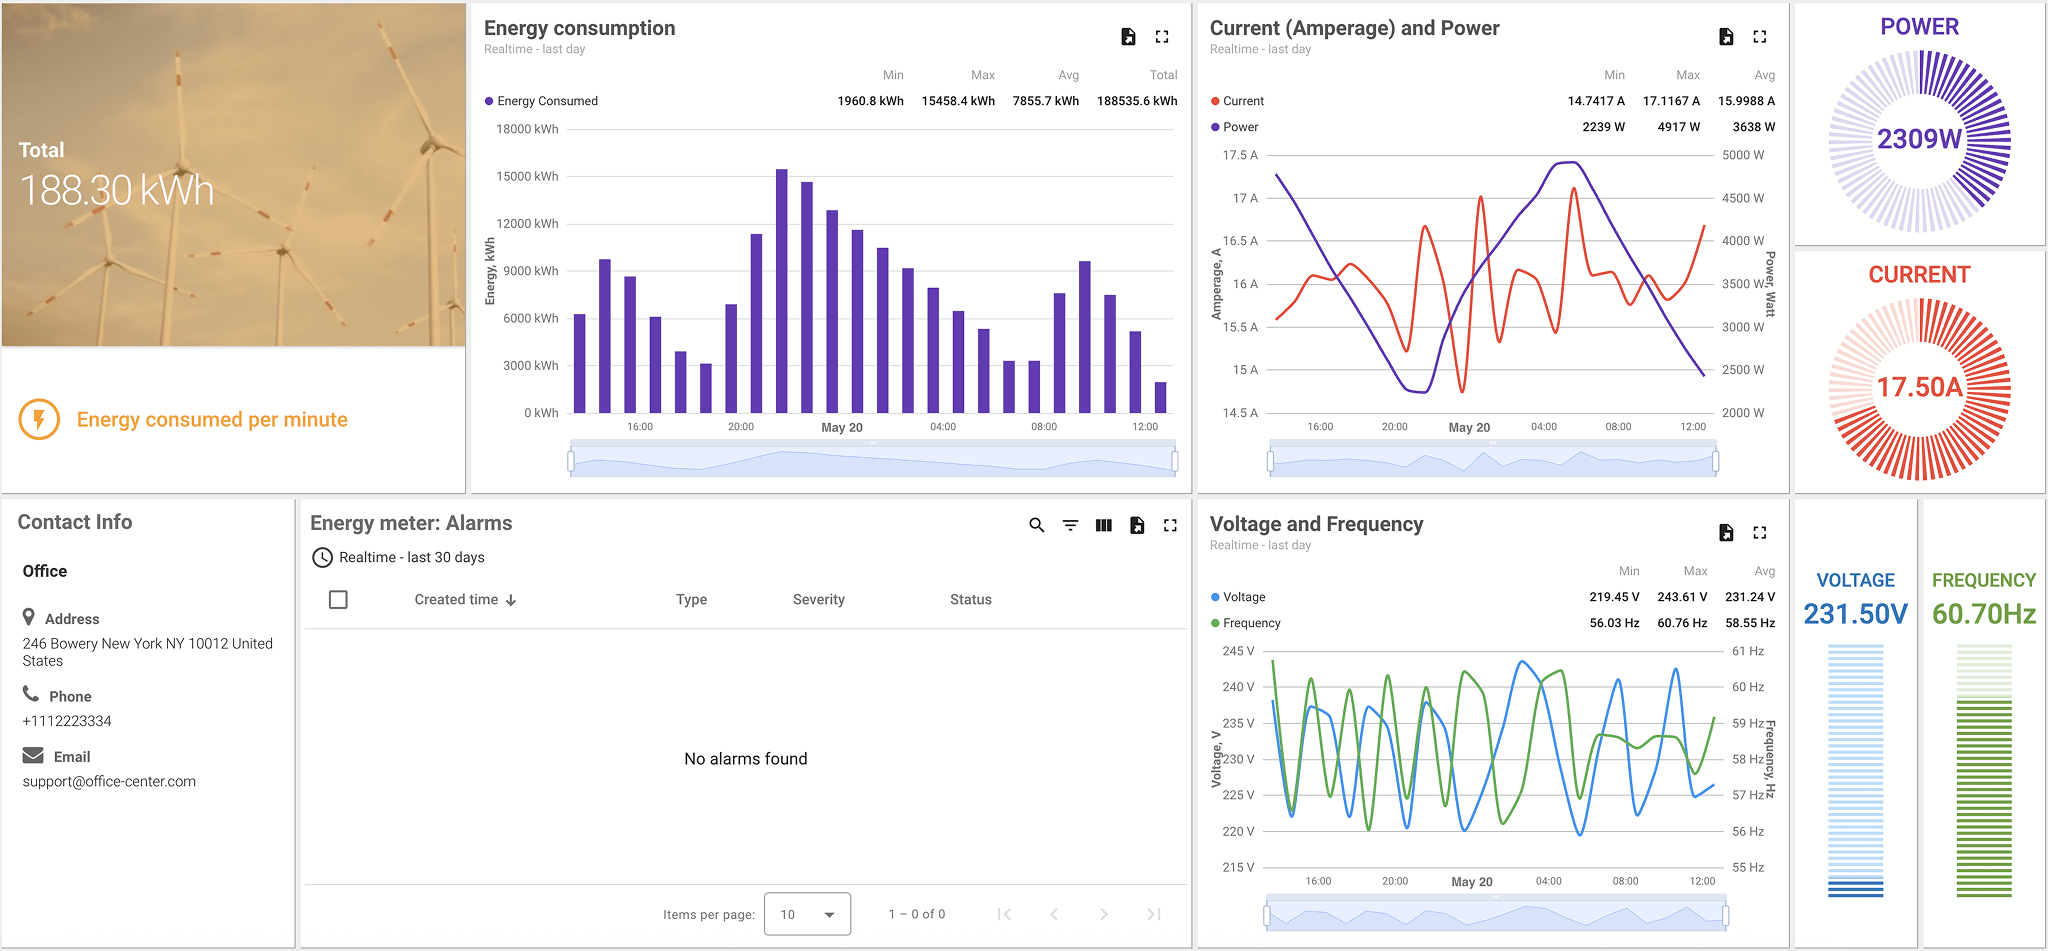 Total
188.30 kWh
Energy consumed per minute
Energy consumption
Realtime - last day
Min Max Avg Total
Energy Consumed 1960.8 kWh 15458.4 kWh 7855.7 kWh 188535.6 kWh
18000 kWh
15000 kWh
12000 kWh
9000 kWh
6000 kWh
3000 kWh
0 kWh
Energy, kWh
16:00 20:00 May 20 04:00 08:00 12:00
Current (Amperage) and Power
Realtime - last day
Min Max Avg
Current 14.7417 A 17.1167 A 15.9988 A
Power 2239 W 4917 W 3638 W
17.5 A 5000 W
17 A 4500 W
16.5 A 4000 W
16 A 3500 W
15.5 A 3000 W
15 A 2500 W
14.5 A 2000 W
Amperage, A
Power, Watt
16:00 20:00 May 20 04:00 08:00 12:00
POWER
2309W
CURRENT
17.50A
Contact Info
Office
Address
246 Bowery New York NY 10012 United
States
Phone
+1112223334
Email
support@office-center.com
Energy meter: Alarms
Realtime - last 30 days
Created time Type Severity Status
No alarms found
Items per page: 10 1 – 0 of 0
Voltage and Frequency
Realtime - last day
Min Max Avg
Voltage 219.45 V 243.61 V 231.24 V
Frequency 56.03 Hz 60.76 Hz 58.55 Hz
245 V 61 Hz
240 V 60 Hz
235 V 59 Hz
230 V 58 Hz
225 V 57 Hz
220 V 56 Hz
215 V 55 Hz
Voltage, V
Frequency, Hz
16:00 20:00 May 20 04:00 08:00 12:00
VOLTAGE
231.50V
FREQUENCY
60.70Hz